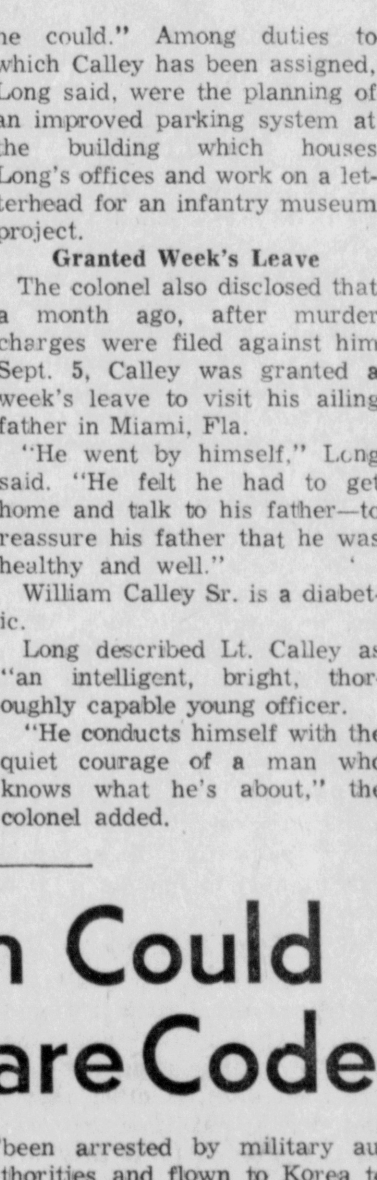 he could." Among duties to
which Calley has been assigned,
Long said, were the planning of
an improved parking system at
the building which houses
Long's offices and work on a let-
terhead for an infantry museum
project.
Granted Week's Leave
The colonel also disclosed that
a month ago, after murder
charges were filed against him
Sept. 5, Calley was granted a
week's leave to visit his ailing
father in Miami, Fla.
"He went by himself," Long
said. "He felt he had to get
home and talk to his father—to
reassure his father that he was
healthy and well."
William Calley Sr. is a diabet-
ic.
Long described Lt. Calley as
"an intelligent, bright, thor-
oughly capable young officer.
"He conducts himself with the
quiet courage of a man who
knows what he's about," the
colonel added.
n Could
are Code
been arrested by military au
thorities and flown to Korea to